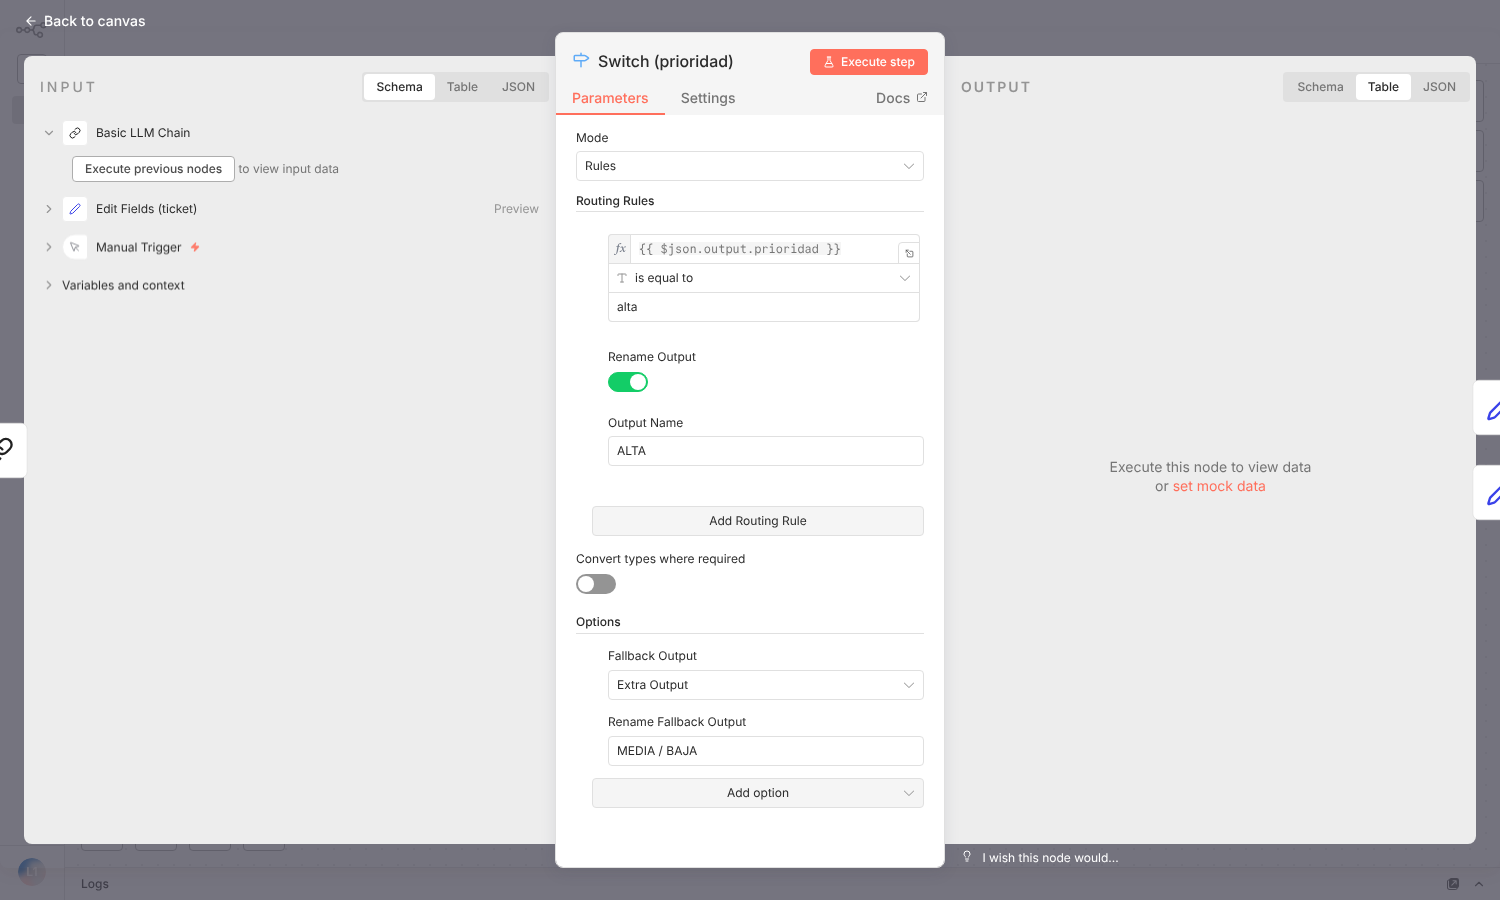 Back to canvas
INPUT
Schema
Table
JSON
Basic LLM Chain
Execute previous nodes to view input data
Edit Fields (ticket)
Preview
Manual Trigger
Variables and context
Switch (prioridad)
Execute step
Parameters
Settings
Docs
Mode
Rules
Routing Rules
fx {{ $json.output.prioridad }}
T is equal to
alta
Rename Output
Output Name
ALTA
Add Routing Rule
Convert types where required
Options
Fallback Output
Extra Output
Rename Fallback Output
MEDIA / BAJA
Add option
OUTPUT
Schema
Table
JSON
Execute this node to view data
or set mock data
I wish this node would...
Logs